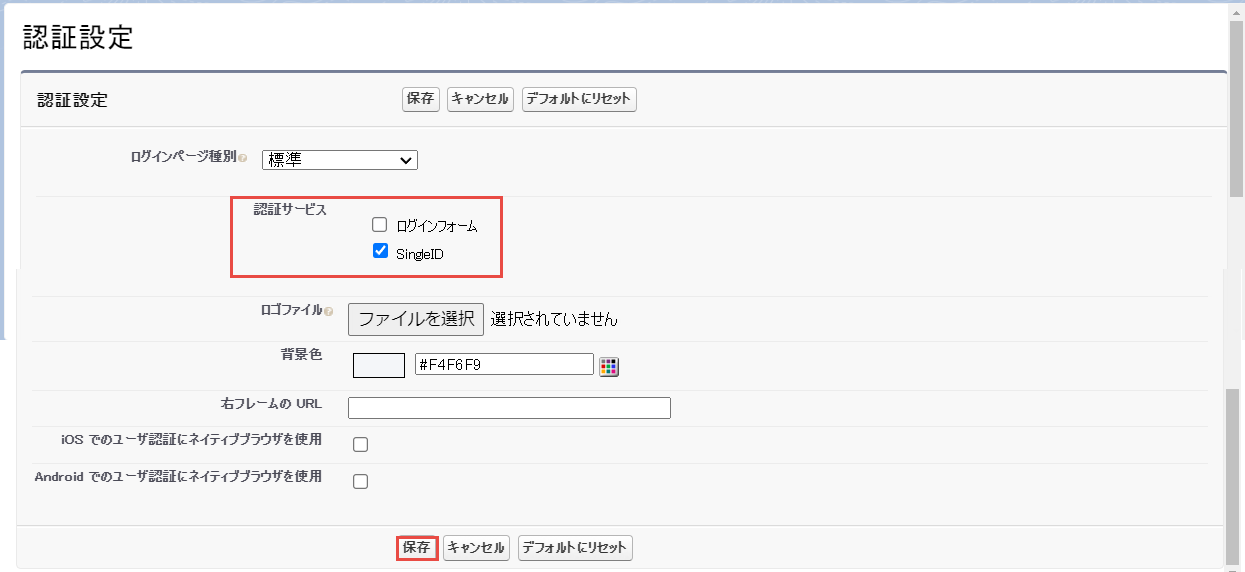 認証設定
認証設定 保存 キャンセル デフォルトにリセット
ログインページ種別 標準
認証サービス
ログインフォーム
SingleID
ロゴファイル ファイルを選択 選択されていません
背景色 #F4F6F9
右フレームの URL
iOS でのユーザ認証にネイティブブラウザを使用
Android でのユーザ認証にネイティブブラウザを使用
保存 キャンセル デフォルトにリセット